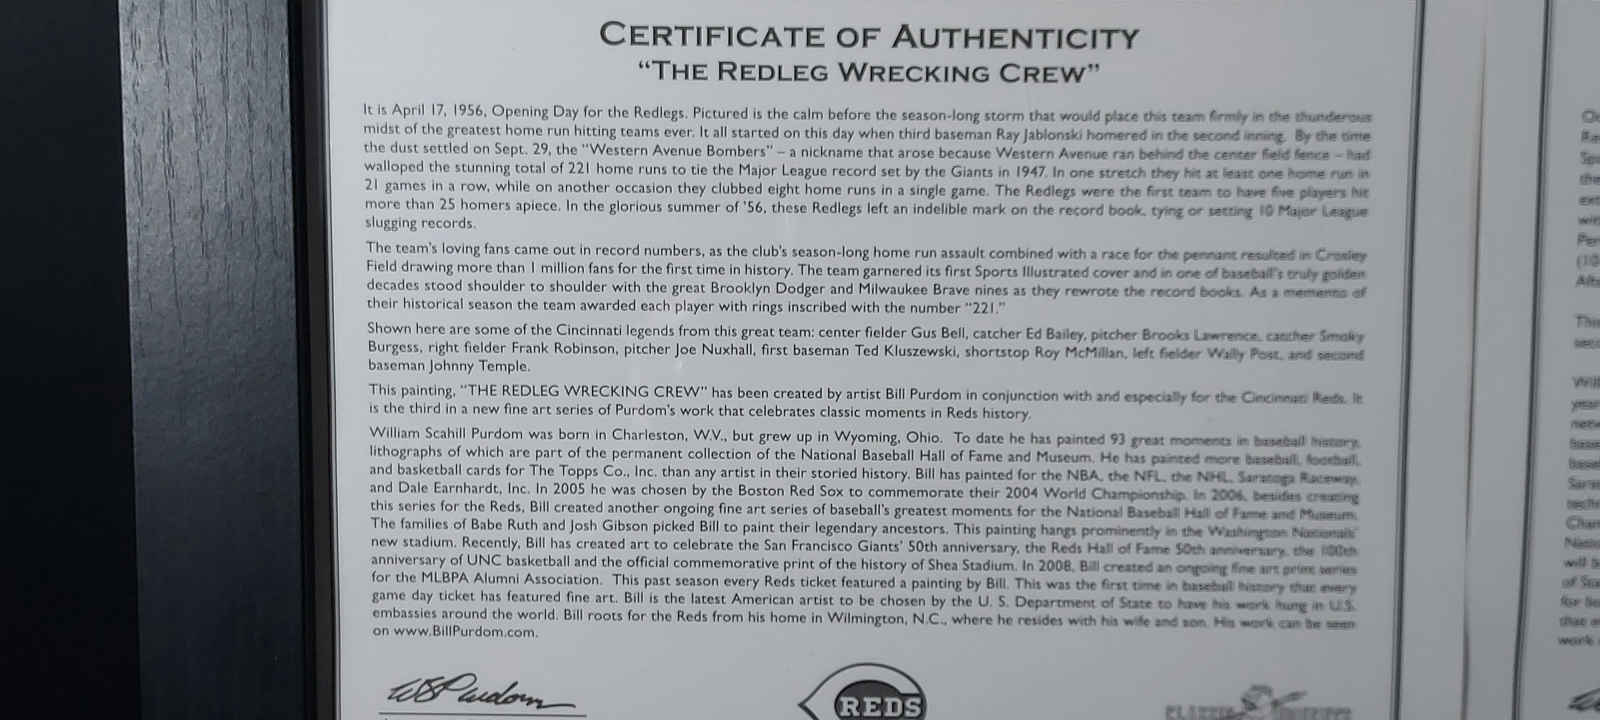 CERTIFICATE OF AUTHENTICITY
“THE REDLEG WRECKING CREW”
It is April 17, 1956, Opening Day for the Redlegs. Pictured is the calm before the season-long storm that would place this team firmly in the thunderous
midst of the greatest home run hitting teams ever. It all started on this day when third baseman Ray Jablonski homered in the second inning. By the time
the dust settled on Sept. 29, the “Western Avenue Bombers” – a nickname that arose because Western Avenue ran behind the center field fence – had
walloped the stunning total of 221 home runs to tie the Major League record set by the Giants in 1947. In one stretch they hit at least one home run in
21 games in a row, while on another occasion they clubbed eight home runs in a single game. The Redlegs were the first team to have five players hit
more than 25 homers apiece. In the glorious summer of ’56, these Redlegs left an indelible mark on the record book, tying or setting 10 Major League
slugging records.
The team’s loving fans came out in record numbers, as the club’s season-long home run assault combined with a race for the pennant resulted in Crosley
Field drawing more than 1 million fans for the first time in history. The team garnered its first Sports Illustrated cover and in one of baseball’s truly golden
decades stood shoulder to shoulder with the great Brooklyn Dodger and Milwaukee Brave nines as they rewrote the record books. As a memento of
their historical season the team awarded each player with rings inscribed with the number “221.”
Shown here are some of the Cincinnati legends from this great team: center fielder Gus Bell, catcher Ed Bailey, pitcher Brooks Lawrence, catcher Smoky
Burgess, right fielder Frank Robinson, pitcher Joe Nuxhall, first baseman Ted Kluszewski, shortstop Roy McMillan, left fielder Wally Post, and second
baseman Johnny Temple.
This painting, “THE REDLEG WRECKING CREW” has been created by artist Bill Purdom in conjunction with and especially for the Cincinnati Reds. It
is the third in a new fine art series of Purdom’s work that celebrates classic moments in Reds history.
William Scahill Purdom was born in Charleston, W.V., but grew up in Wyoming, Ohio. To date he has painted 93 great moments in baseball history,
lithographs of which are part of the permanent collection of the National Baseball Hall of Fame and Museum. He has painted more baseball, football,
and basketball cards for The Topps Co., Inc. than any artist in their storied history. Bill has painted for the NBA, the NFL, the NHL, Saratoga Raceway,
and Dale Earnhardt, Inc. In 2005 he was chosen by the Boston Red Sox to commemorate their 2004 World Championship. In 2006, besides creating
this series for the Reds, Bill created another ongoing fine art series of baseball’s greatest moments for the National Baseball Hall of Fame and Museum.
The families of Babe Ruth and Josh Gibson picked Bill to paint their legendary ancestors. This painting hangs prominently in the Washington Nationals’
new stadium. Recently, Bill has created art to celebrate the San Francisco Giants’ 50th anniversary, the Reds Hall of Fame 50th anniversary, the 100th
anniversary of UNC basketball and the official commemorative print of the history of Shea Stadium. In 2008, Bill created an ongoing fine art print series
for the MLBPA Alumni Association. This past season every Reds ticket featured a painting by Bill. This was the first time in baseball history that every
game day ticket has featured fine art. Bill is the latest American artist to be chosen by the U. S. Department of State to have his work hung in U.S.
embassies around the world. Bill roots for the Reds from his home in Wilmington, N.C., where he resides with his wife and son. His work can be seen
on www.BillPurdom.com.
WSPurdom
REDS